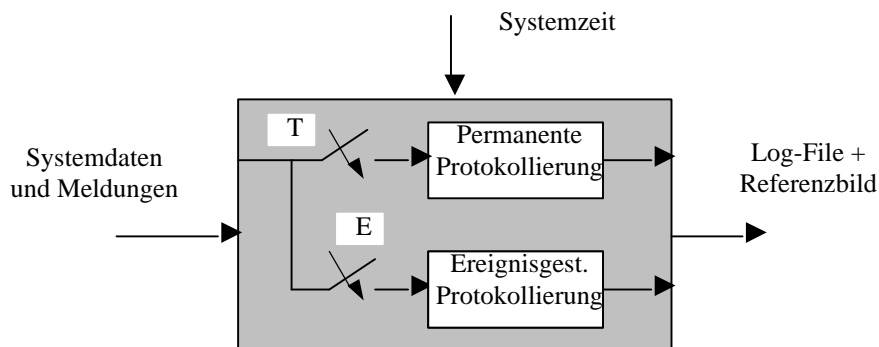 Systemzeit
T
Permanente
Protokollierung
Systemdaten
und Meldungen
Log-File +
Referenzbild
E
Ereignisgest.
Protokollierung